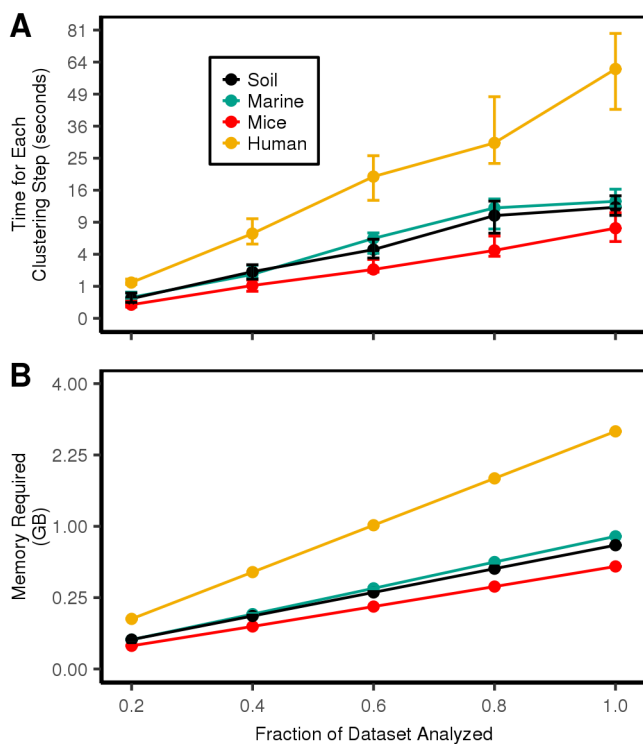 A
Time for Each
Clustering Step (seconds)
81
64
49
36
25
16
9
4
1
0
Soil
Marine
Mice
Human
B
Memory Required
(GB)
4.00
2.25
1.00
0.25
0.00
0.2 0.4 0.6 0.8 1.0
Fraction of Dataset Analyzed